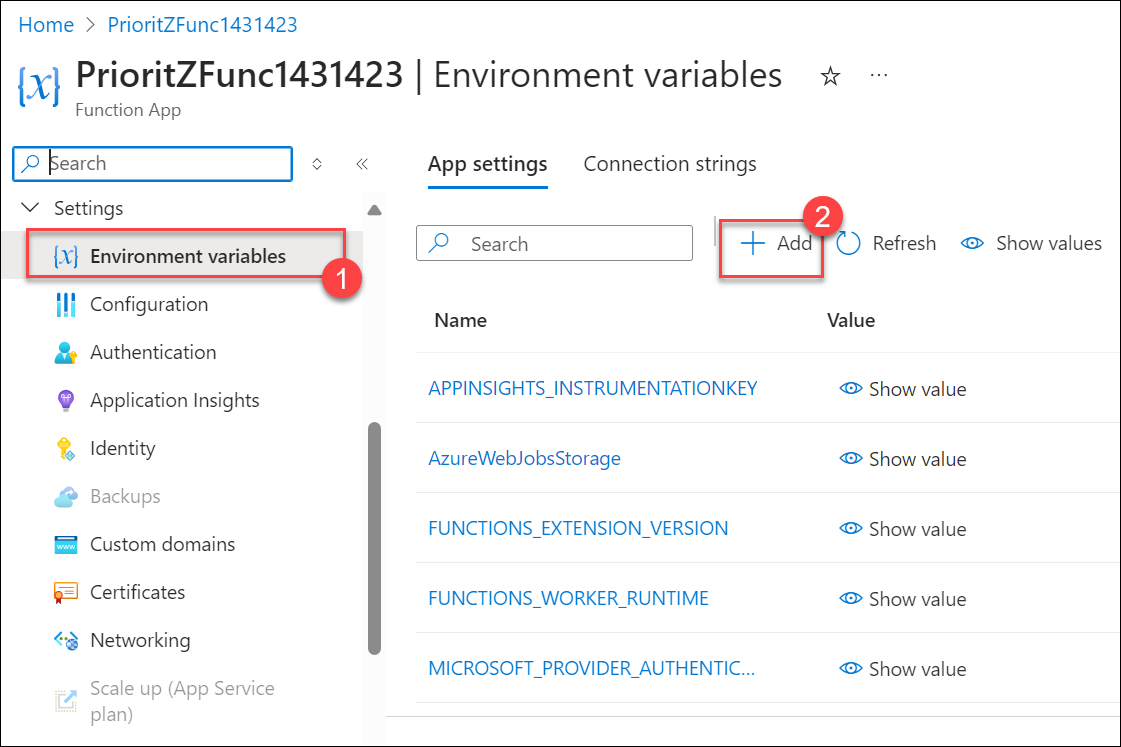 Home > PrioritZFunc1431423
PrioritZFunc1431423 | Environment variables
Function App
Search
Settings
Environment variables
1
Configuration
Authentication
Application Insights
Identity
Backups
Custom domains
Certificates
Networking
Scale up (App Service
plan)
App settings Connection strings
Search
Add
2
Refresh
Show values
Name Value
APPINSIGHTS_INSTRUMENTATIONKEY Show value
AzureWebJobsStorage Show value
FUNCTIONS_EXTENSION_VERSION Show value
FUNCTIONS_WORKER_RUNTIME Show value
MICROSOFT_PROVIDER_AUTHENTIC... Show value